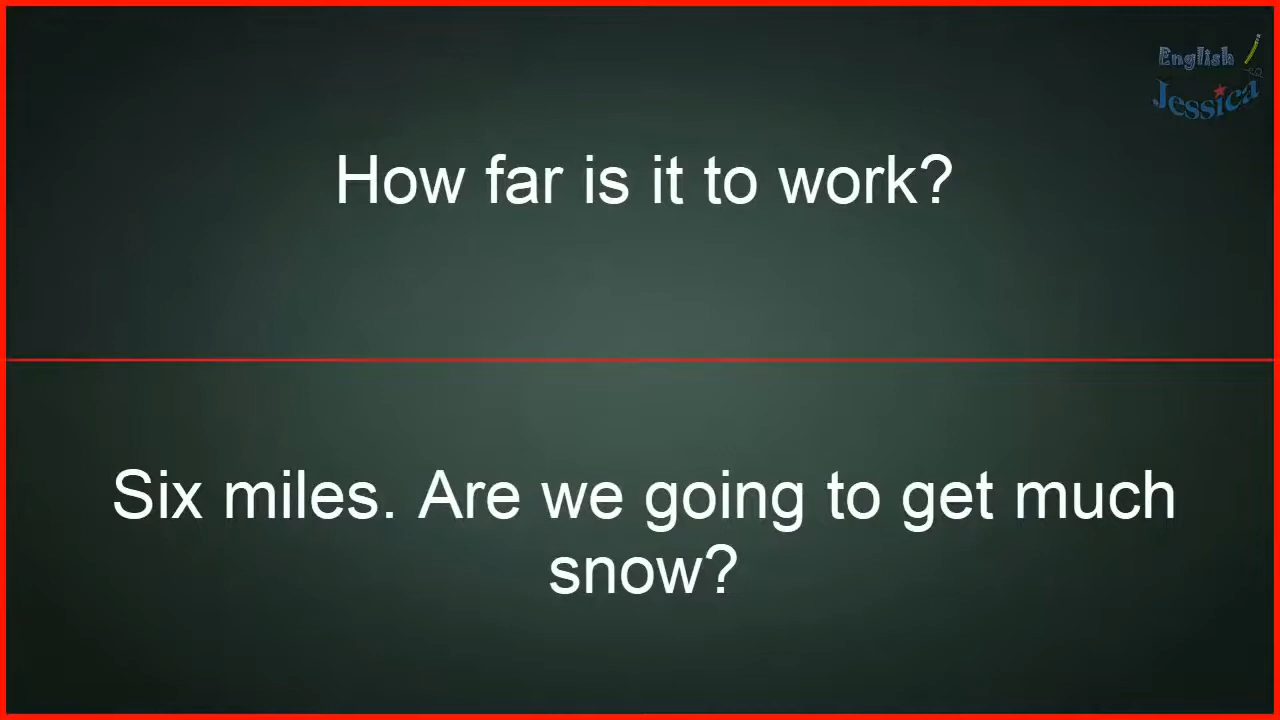 English
Jessica
How far is it to work?
Six miles. Are we going to get much
snow?